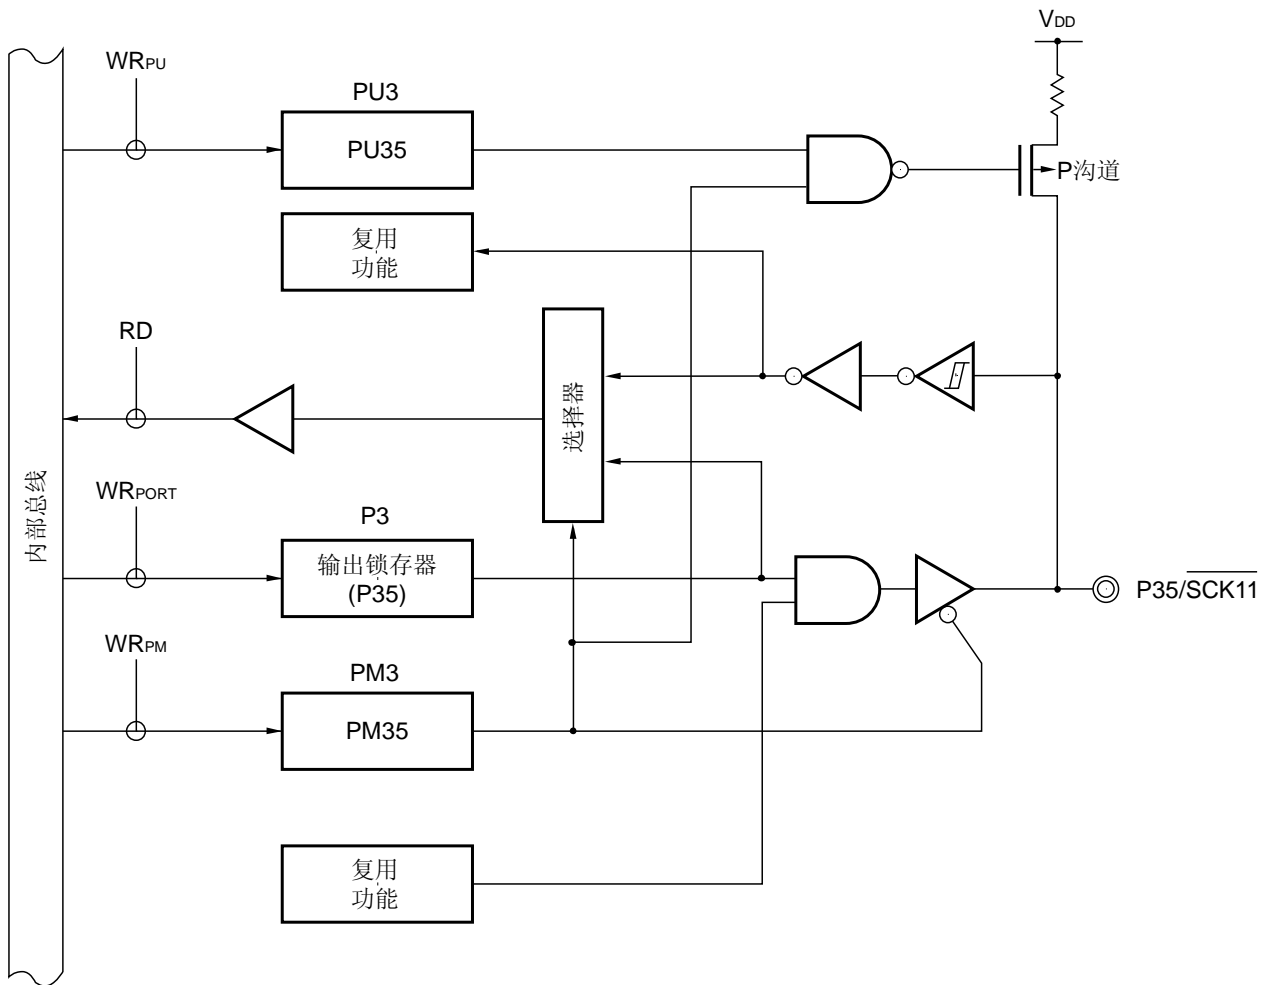 VDD
WRPU
PU3
PU35
P沟道
复用
功能
RD
选择器
内部总线
WRPORT
P3
输出锁存器
(P35)
P35/SCK11
WRPM
PM3
PM35
复用
功能